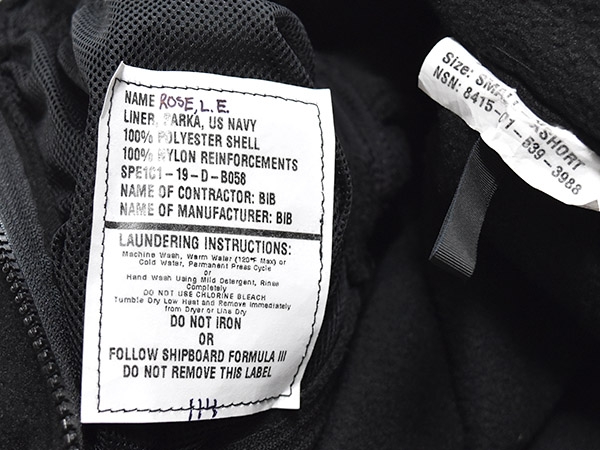 NAME ROSE, L. E.
LINER, PARKA, US NAVY
100% POLYESTER SHELL
100% NYLON REINFORCEMENTS
SPE1C1-19-D-B058
NAME OF CONTRACTOR: BIB
NAME OF MANUFACTURER: BIB
LAUNDERING INSTRUCTIONS:
Machine Wash, Warm Water (120°F Max) or
Cold Water, Permanent Press Cycle
or
Hand Wash Using Mild Detergent, Rinse
Completely
DO NOT USE CHLORINE BLEACH
Tumble Dry Low Heat and Remove Immediately
from Dryer or Line Dry
DO NOT IRON
OR
FOLLOW SHIPBOARD FORMULA III
DO NOT REMOVE THIS LABEL
Size: XSHORT
NSN: 8415-01-539-3988